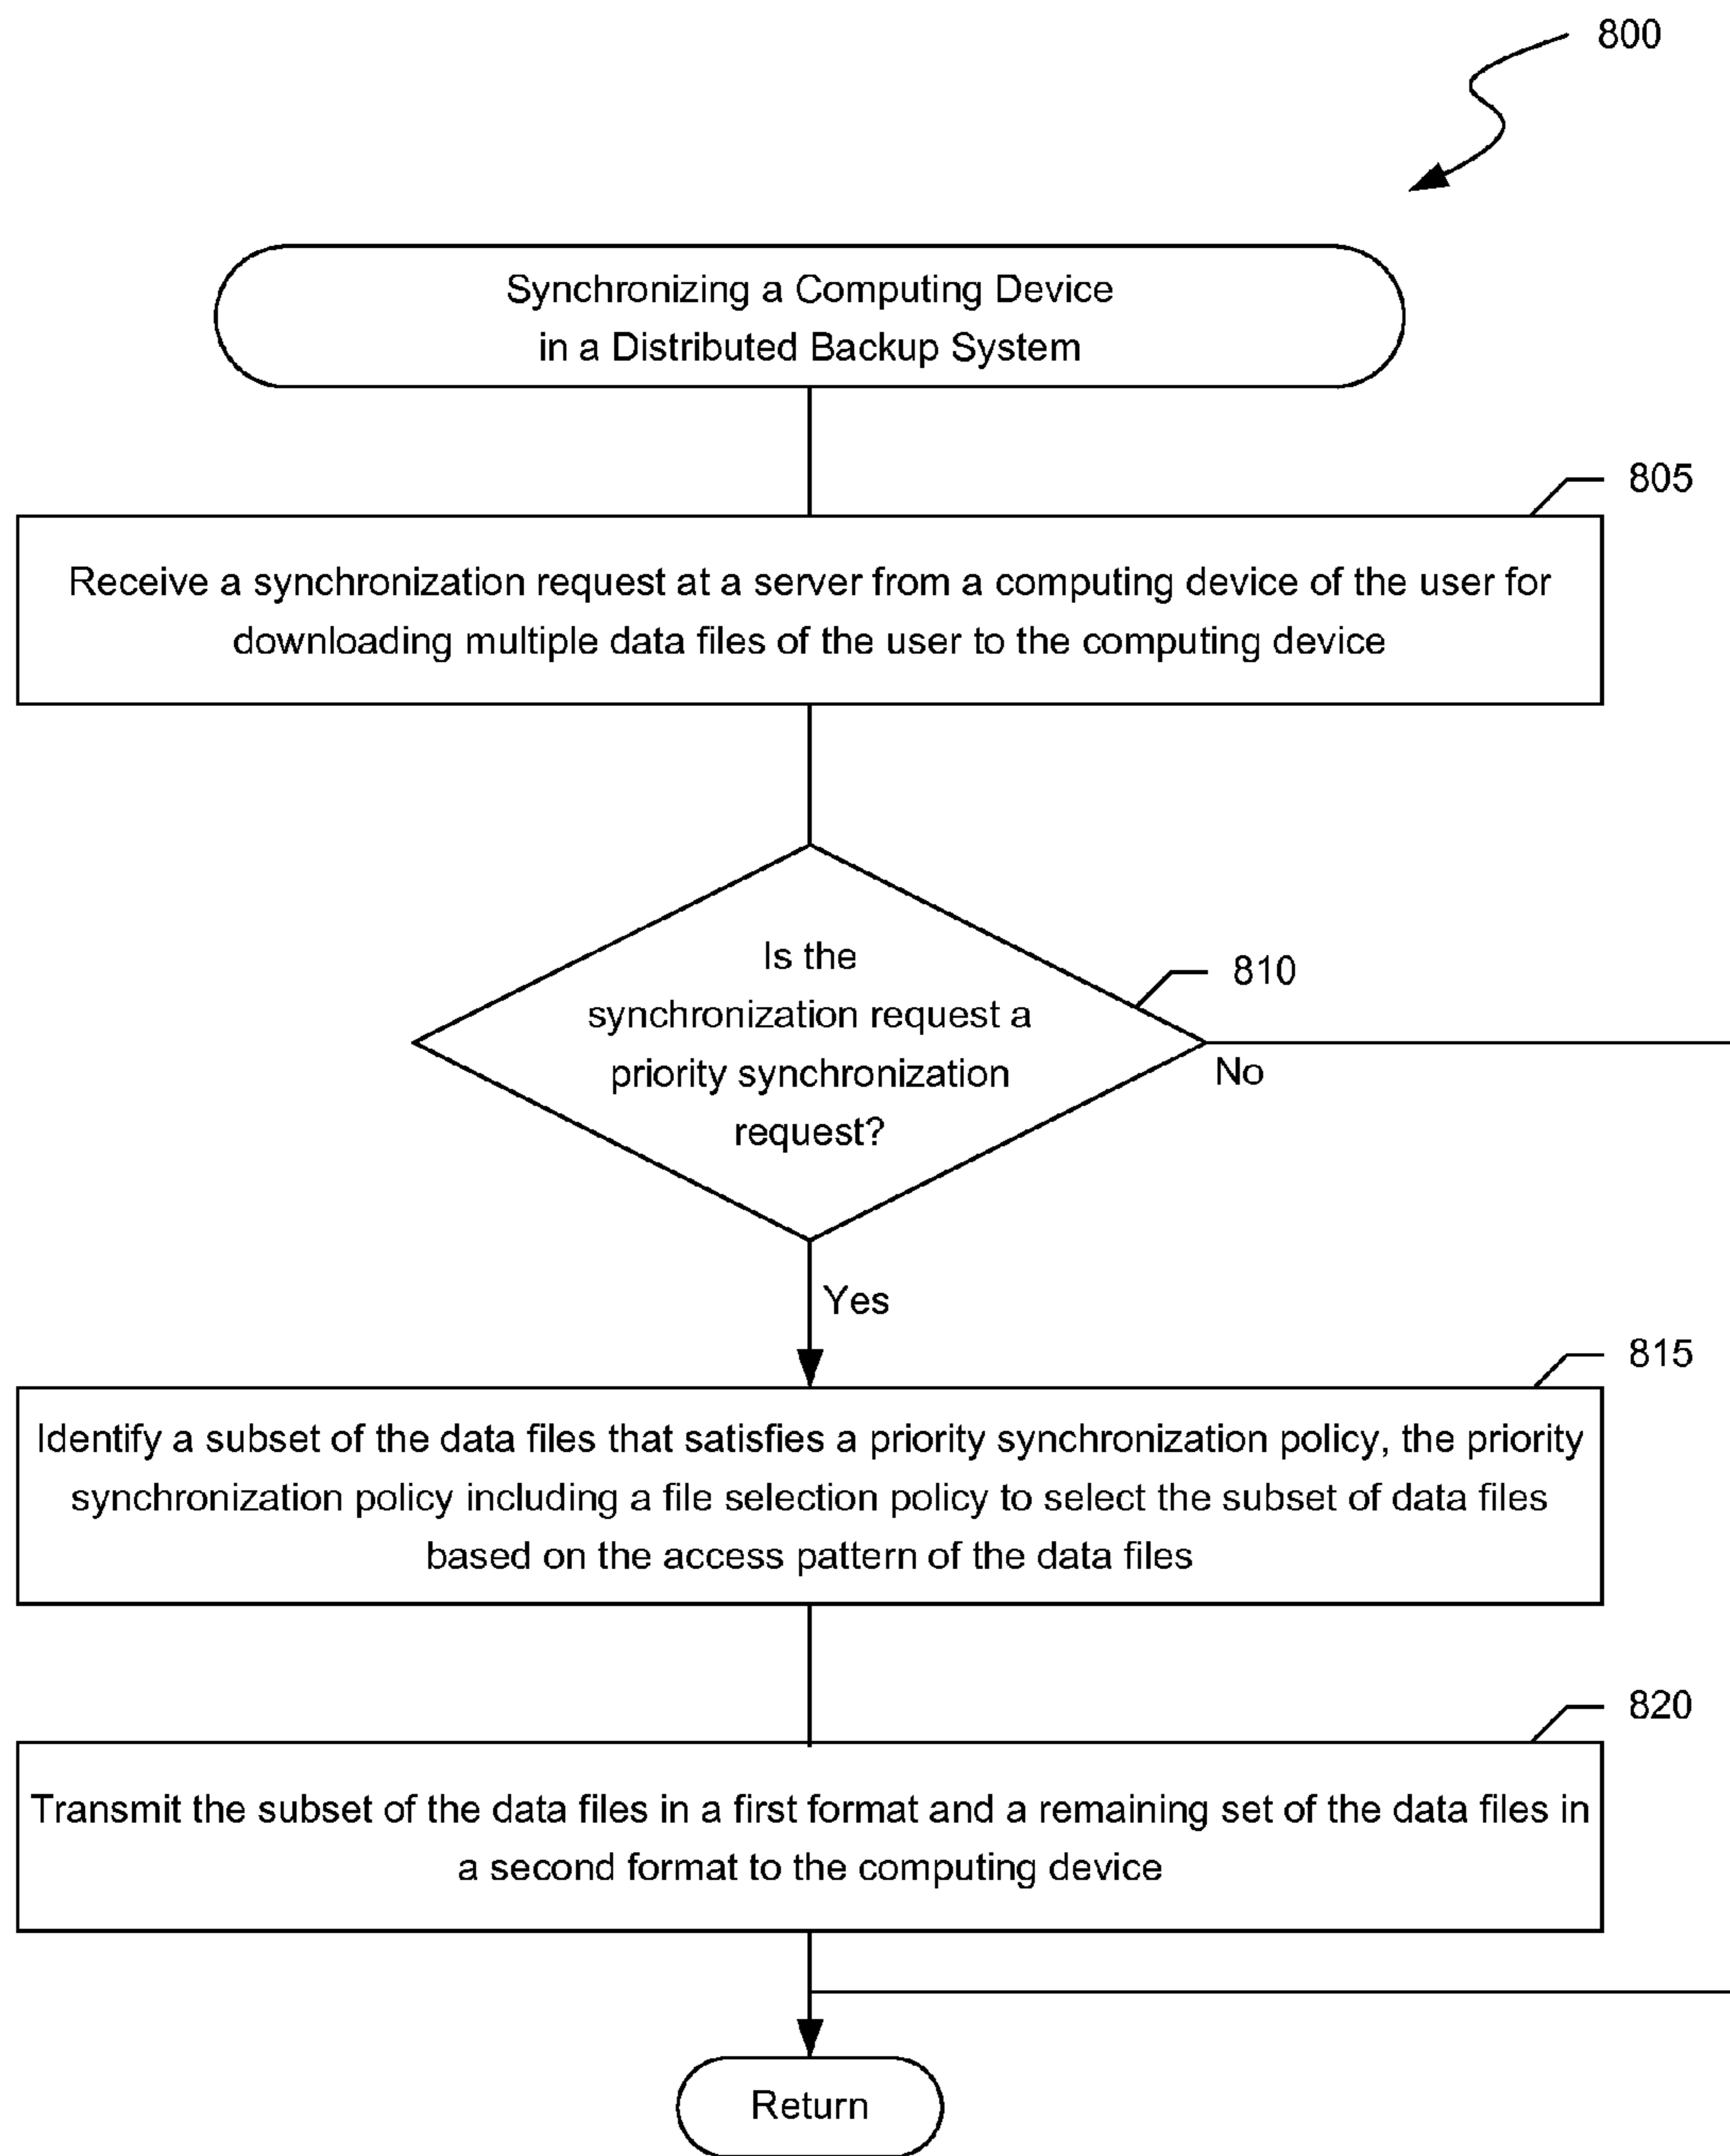 800
Synchronizing a Computing Device
in a Distributed Backup System
805
Receive a synchronization request at a server from a computing device of the user for
downloading multiple data files of the user to the computing device
Is the
synchronization request a
priority synchronization
request?
810
No
Yes
815
Identify a subset of the data files that satisfies a priority synchronization policy, the priority
synchronization policy including a file selection policy to select the subset of data files
based on the access pattern of the data files
820
Transmit the subset of the data files in a first format and a remaining set of the data files in
a second format to the computing device
Return